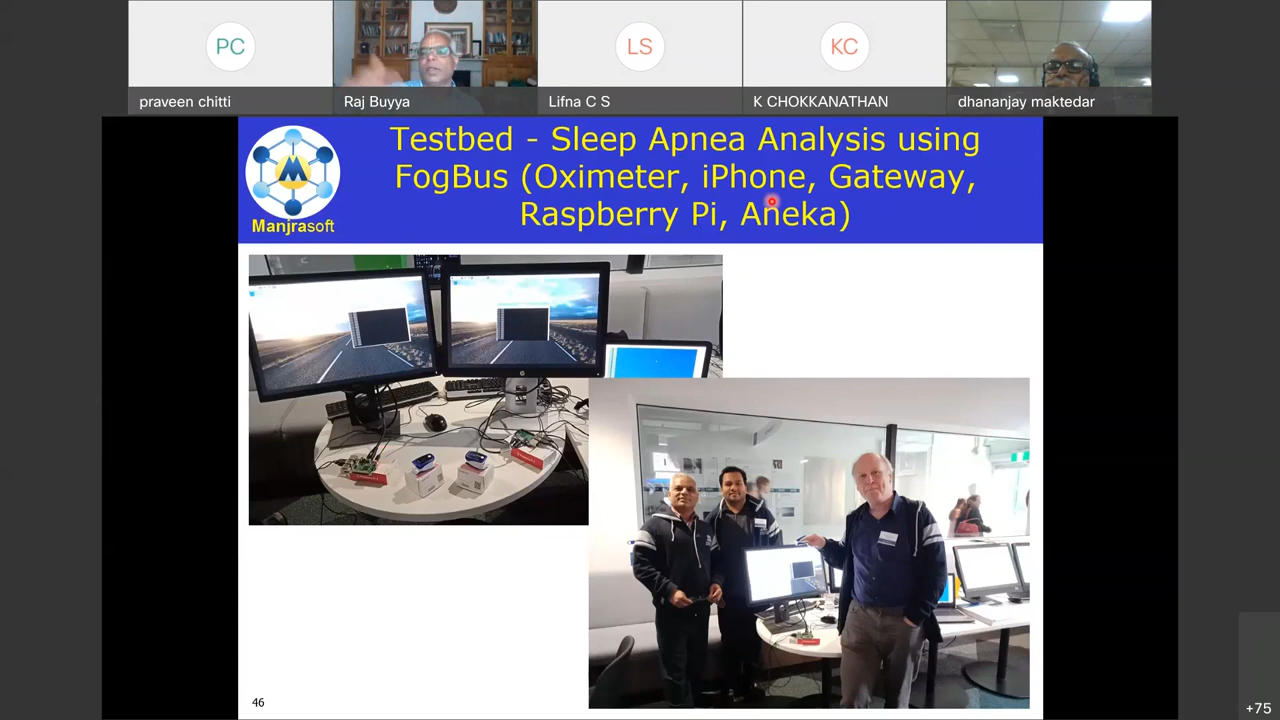 PC
LS
KC
praveen chitti
Raj Buyya
Lifna C S
K CHOKKANATHAN
dhananjay maktedar
Manjrasoft
Testbed - Sleep Apnea Analysis using
FogBus (Oximeter, iPhone, Gateway,
Raspberry Pi, Aneka)
46
+75